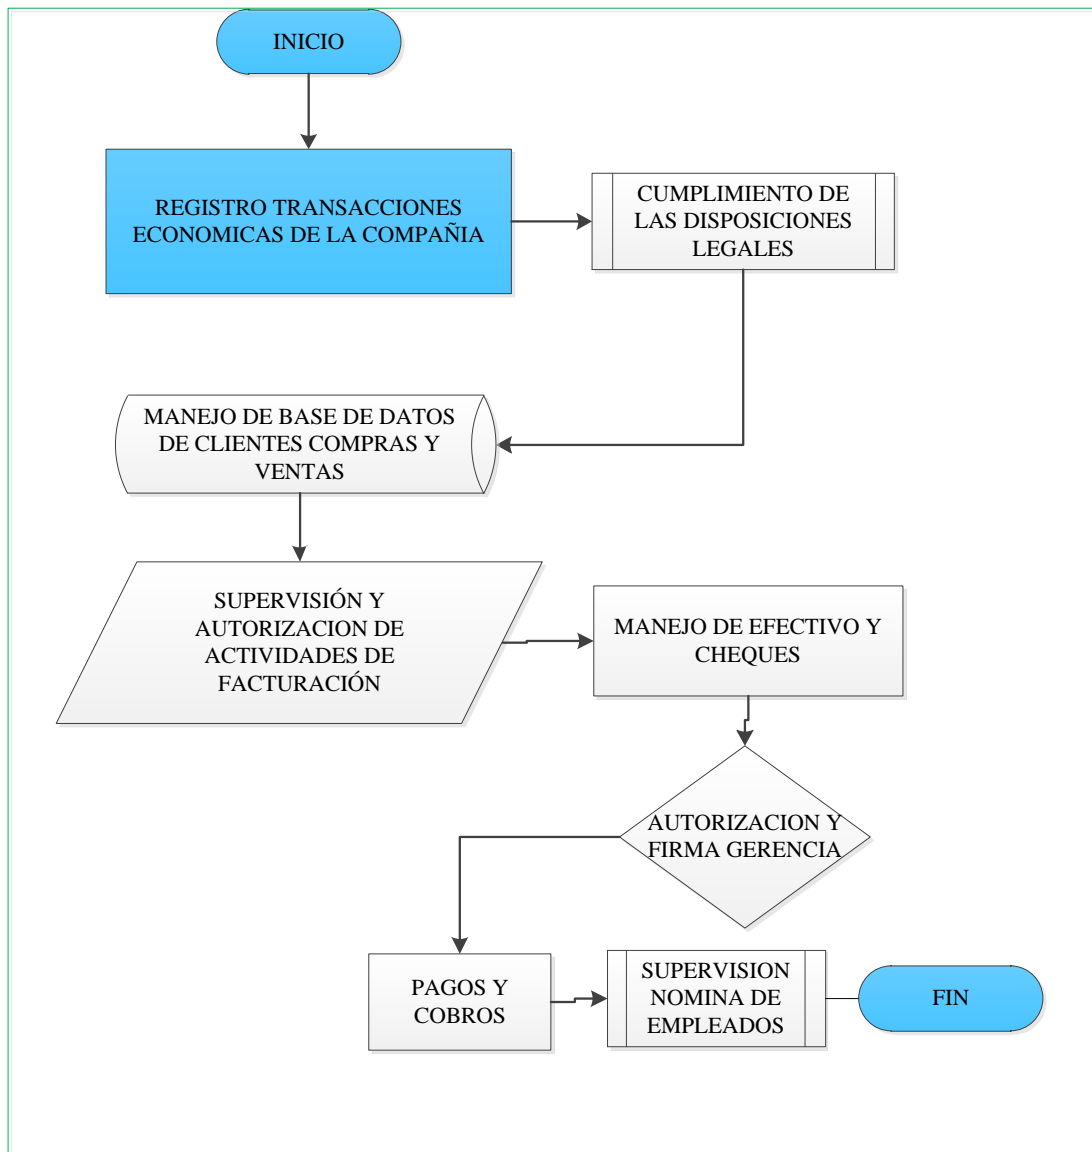 INICIO
REGISTRO TRANSACCIONES
ECONOMICAS DE LA COMPAÑIA
CUMPLIMIENTO DE
LAS DISPOSICIONES
LEGALES
MANEJO DE BASE DE DATOS
DE CLIENTES COMPRAS Y
VENTAS
SUPERVISIÓN Y
AUTORIZACION DE
ACTIVIDADES DE
FACTURACIÓN
MANEJO DE EFECTIVO Y
CHEQUES
AUTORIZACION Y
FIRMA GERENCIA
PAGOS Y
COBROS
SUPERVISION
NOMINA DE
EMPLEADOS
FIN